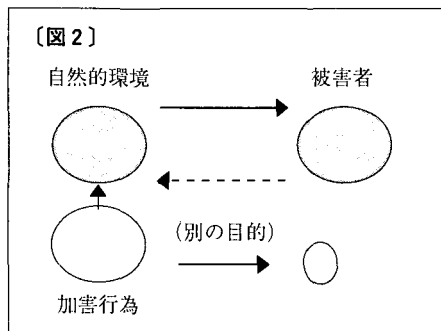 〔図2〕
自然的環境
被害者
(別の目的)
加害行為